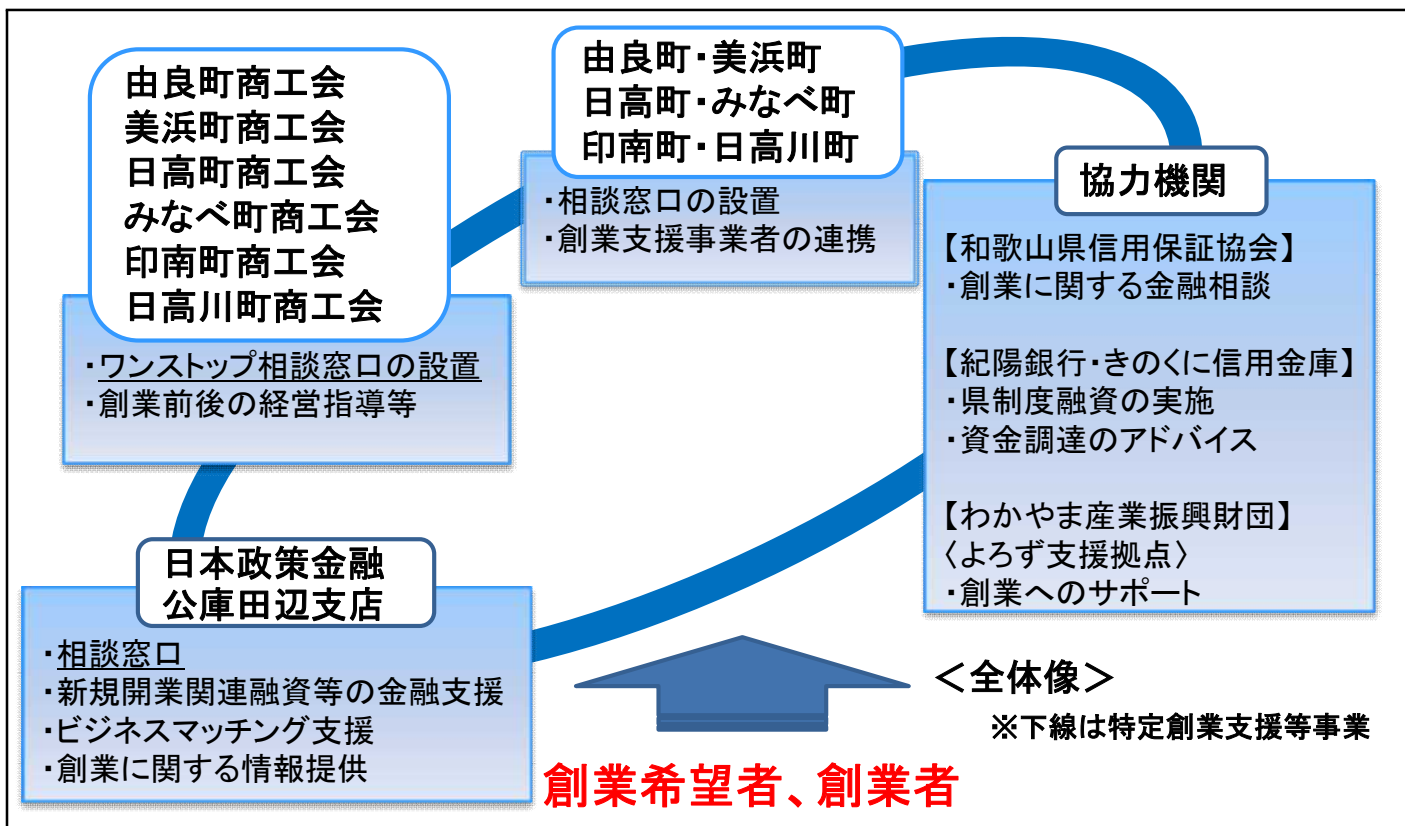 由良町商工会
美浜町商工会
日高町商工会
みなべ町商工会
印南町商工会
日高川町商工会
・ワンストップ相談窓口の設置
・創業前後の経営指導等
由良町・美浜町
日高町・みなべ町
印南町・日高川町
・相談窓口の設置
・創業支援事業者の連携
協力機関
【和歌山県信用保証協会】
・創業に関する金融相談
【紀陽銀行・きのくに信用金庫】
・県制度融資の実施
・資金調達のアドバイス
【わかやま産業振興財団】
〈よろず支援拠点〉
・創業へのサポート
日本政策金融
公庫田辺支店
・相談窓口
・新規開業関連融資等の金融支援
・ビジネスマッチング支援
・創業に関する情報提供
＜全体像＞
※下線は特定創業支援等事業
創業希望者、創業者